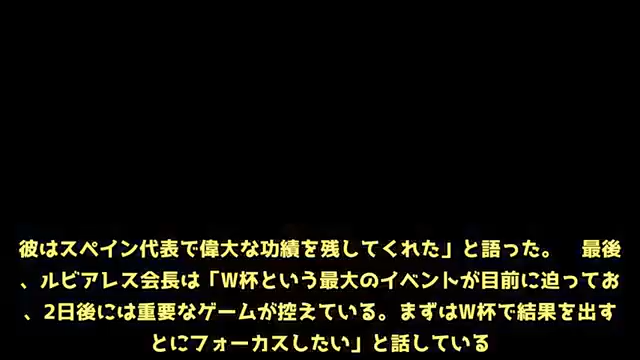 彼はスペイン代表で偉大な功績を残してくれた」と語った。　最後
、ルビアレス会長は「W杯という最大のイベントが目前に迫ってお
、2日後には重要なゲームが控えている。まずはW杯で結果を出す
とにフォーカスしたい」と話している